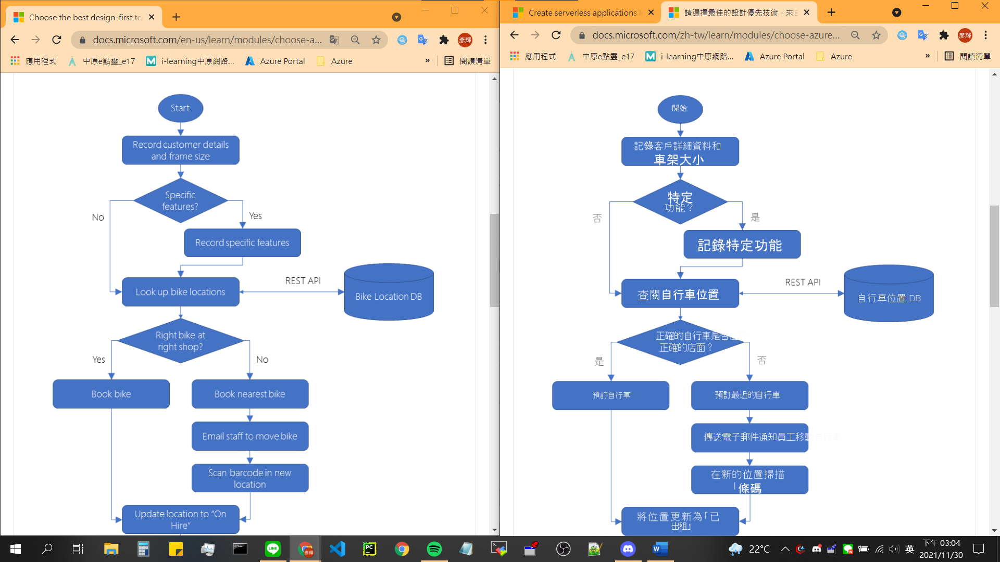 Choose the best design-first te
docs.microsoft.com/en-us/learn/modules/choose-a...
應用程式
中原e點靈_e17
i-learning中原網路...
Azure Portal
Azure
»
閱讀清單
Start
Record customer details
and frame size
Specific
features?
No
Yes
Record specific features
Look up bike locations
REST API
Bike Location DB
Right bike at
right shop?
Yes
No
Book bike
Book nearest bike
Email staff to move bike
Scan barcode in new
location
Update location to “On
Hire”
Create serverless applications
請選擇最佳的設計優先技術，來自
docs.microsoft.com/zh-tw/learn/modules/choose-azure...
彥輝
應用程式
中原e點靈_e17
i-learning中原網路...
Azure Portal
Azure
»
閱讀清單
開始
記錄客戶詳細資料和
車架大小
特定
功能？
否
是
記錄特定功能
查閱自行車位置
REST API
自行車位置 DB
正確的自行車是否在
正確的店面？
是
否
預訂自行車
預訂最近的自行車
傳送電子郵件通知員工移動自行車
在新的位置掃描
條碼
將位置更新為「已
出租」
22°C
英
下午 03:04
2021/11/30